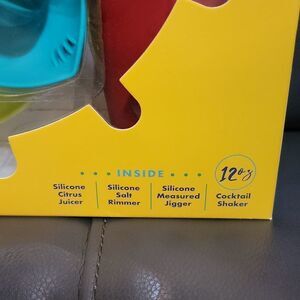 • • • INSIDE • • •
12oz
Silicone Citrus Juicer
Silicone Salt Rimmer
Silicone Measured Jigger
Cocktail Shaker